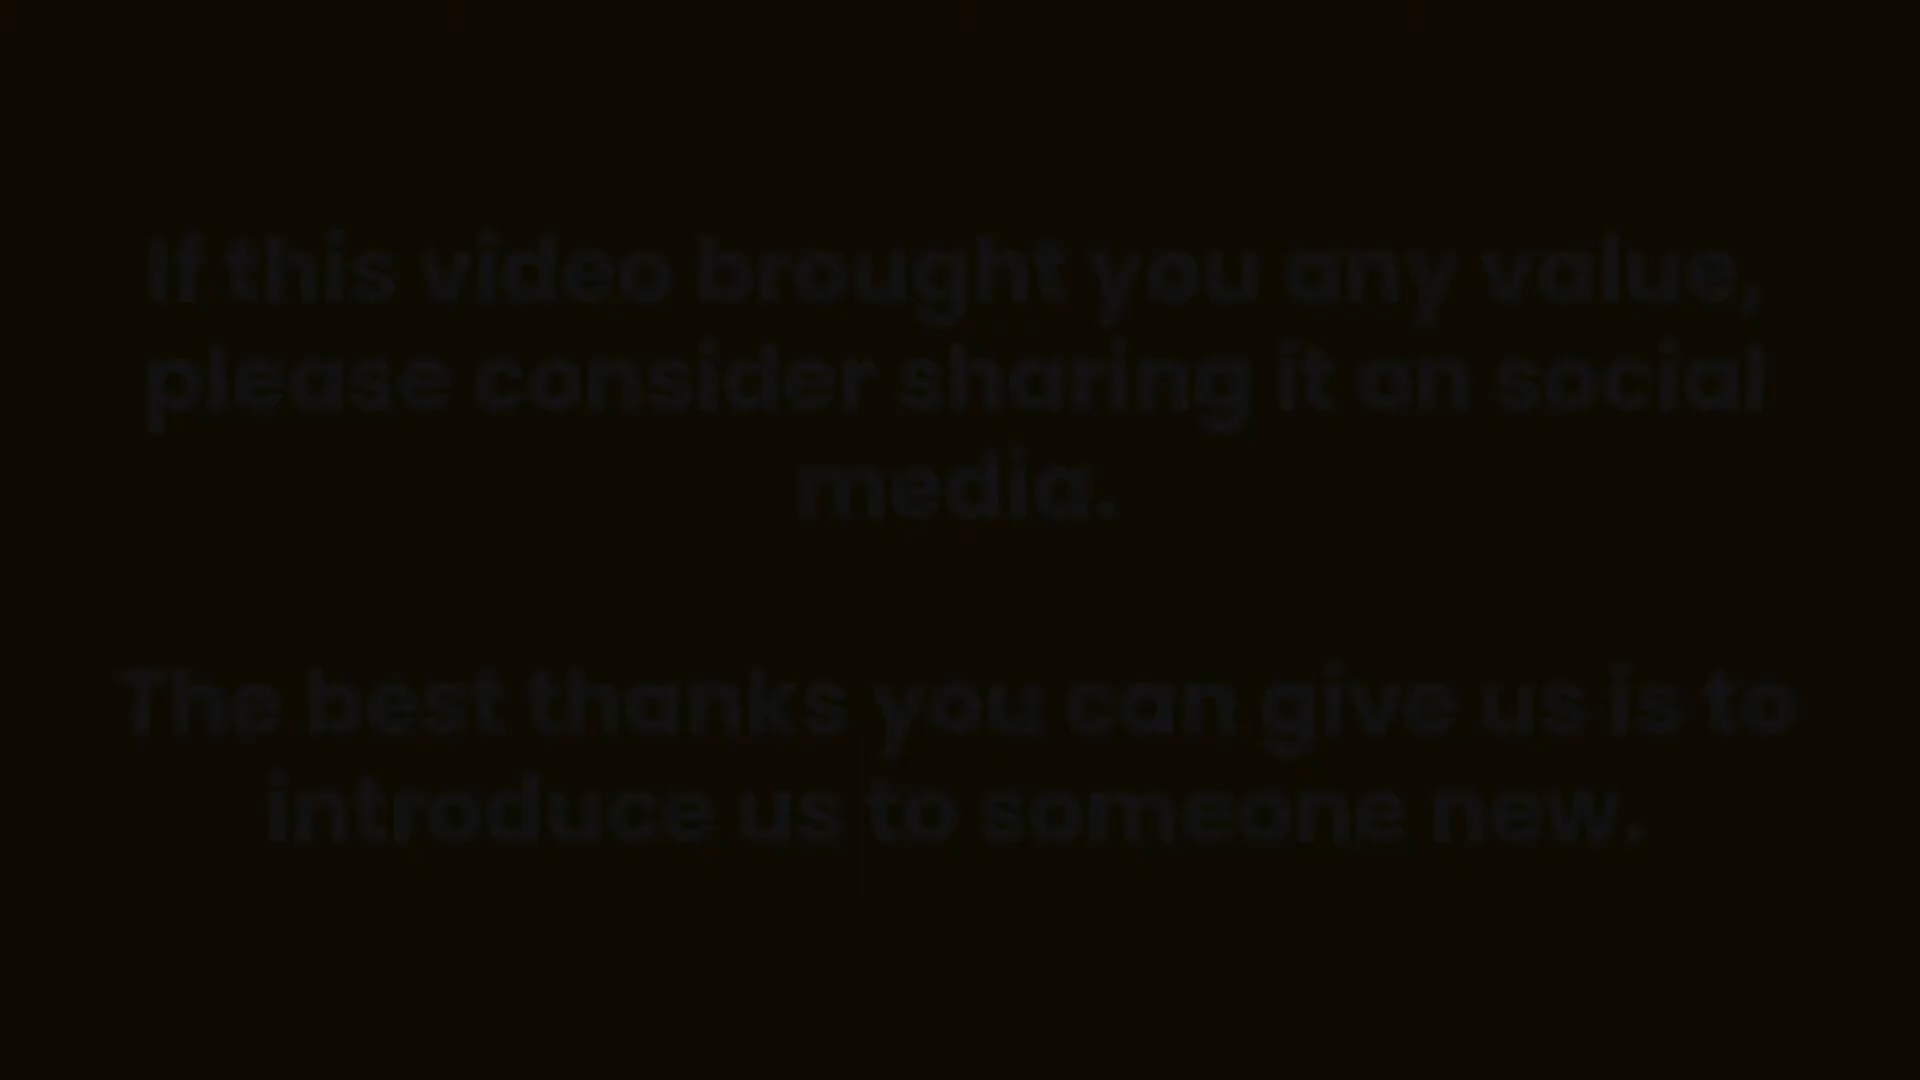 If this video brought you any value,
please consider sharing it on social
media.
The best thanks you can give us is to
introduce us to someone new.